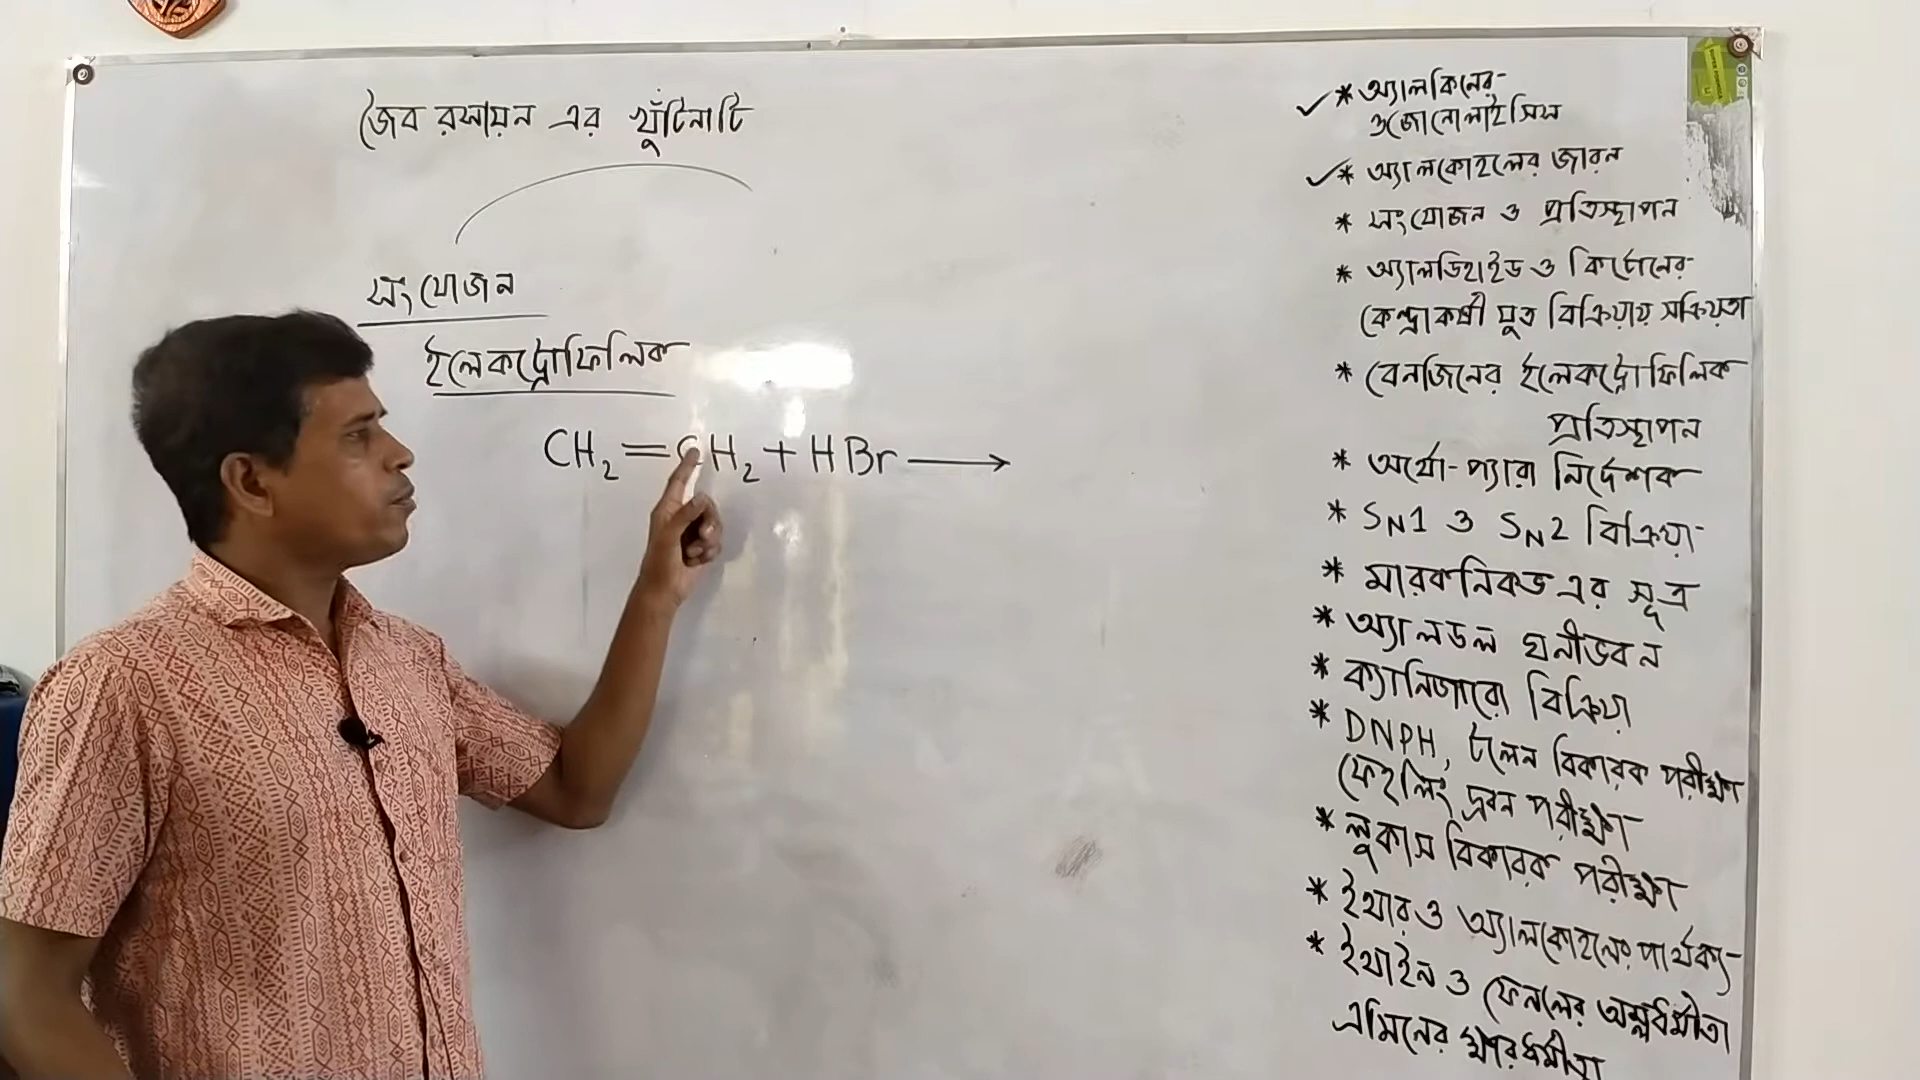 জৈব রসায়ন এর খুঁটিনাটি
সংযোজন
ইলেকট্রোফিলিক
CH₂=CH₂+HBr⟶
✓* অ্যালকিনের
ওজোনোলাইসিস
✓* অ্যালকোহলের জারন
* সংযোজন ও প্রতিস্থাপন
* অ্যালডিহাইড ও কিটোনের
কেন্দ্রাকর্ষী যুত বিক্রিয়ায় সক্রিয়তা
* বেনজিনের ইলেকট্রোফিলিক
প্রতিস্থাপন
* অর্থো-প্যারা নির্দেশক
* SN1 ও SN2 বিক্রিয়া
* মারকনিকভ এর সূত্র
* অ্যালডল ঘনীভবন
* ক্যানিজারো বিক্রিয়া
* DNPH, টলেন বিকারক পরীক্ষা
ফেহলিং দ্রবন পরীক্ষা
* লুকাস বিকারক পরীক্ষা
* ইথার ও অ্যালকোহলের পার্থক্য
* ইথাইন ও ফেনলের অম্লধর্মীতা
এমিনের ক্ষারধর্মীতা